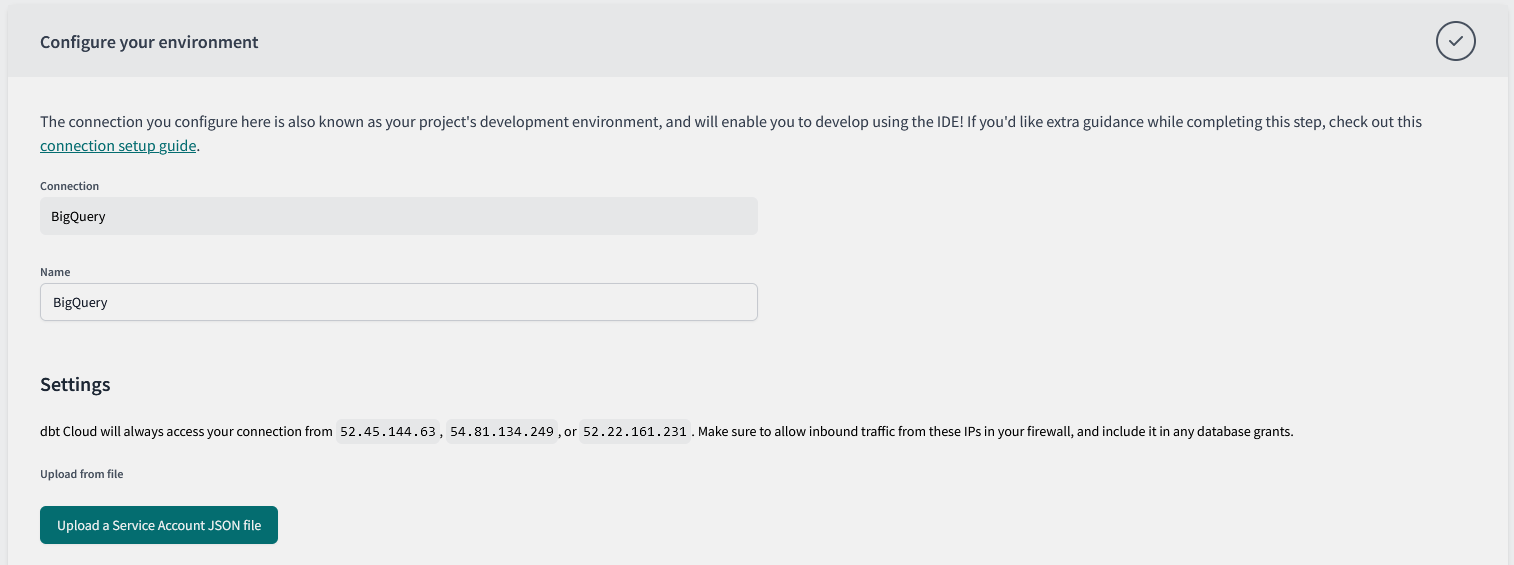 Configure your environment
The connection you configure here is also known as your project's development environment, and will enable you to develop using the IDE! If you'd like extra guidance while completing this step, check out this
connection setup guide.
Connection
BigQuery
Name
BigQuery
Settings
dbt Cloud will always access your connection from 52.45.144.63, 54.81.134.249, or 52.22.161.231. Make sure to allow inbound traffic from these IPs in your firewall, and include it in any database grants.
Upload from file
Upload a Service Account JSON file